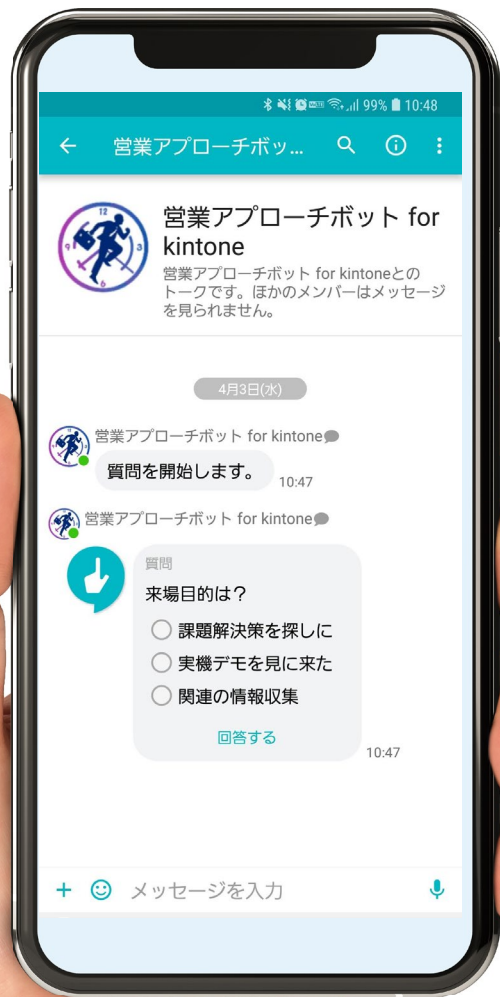 99% 10:48
営業アプローチボッ...
営業アプローチボット for
kintone
営業アプローチボット for kintoneとの
トークです。ほかのメンバーはメッセージ
を見られません。
4月3日(水)
営業アプローチボット for kintone
質問を開始します。
10:47
営業アプローチボット for kintone
質問
来場目的は？
課題解決策を探しに
実機デモを見に来た
関連の情報収集
回答する
10:47
メッセージを入力